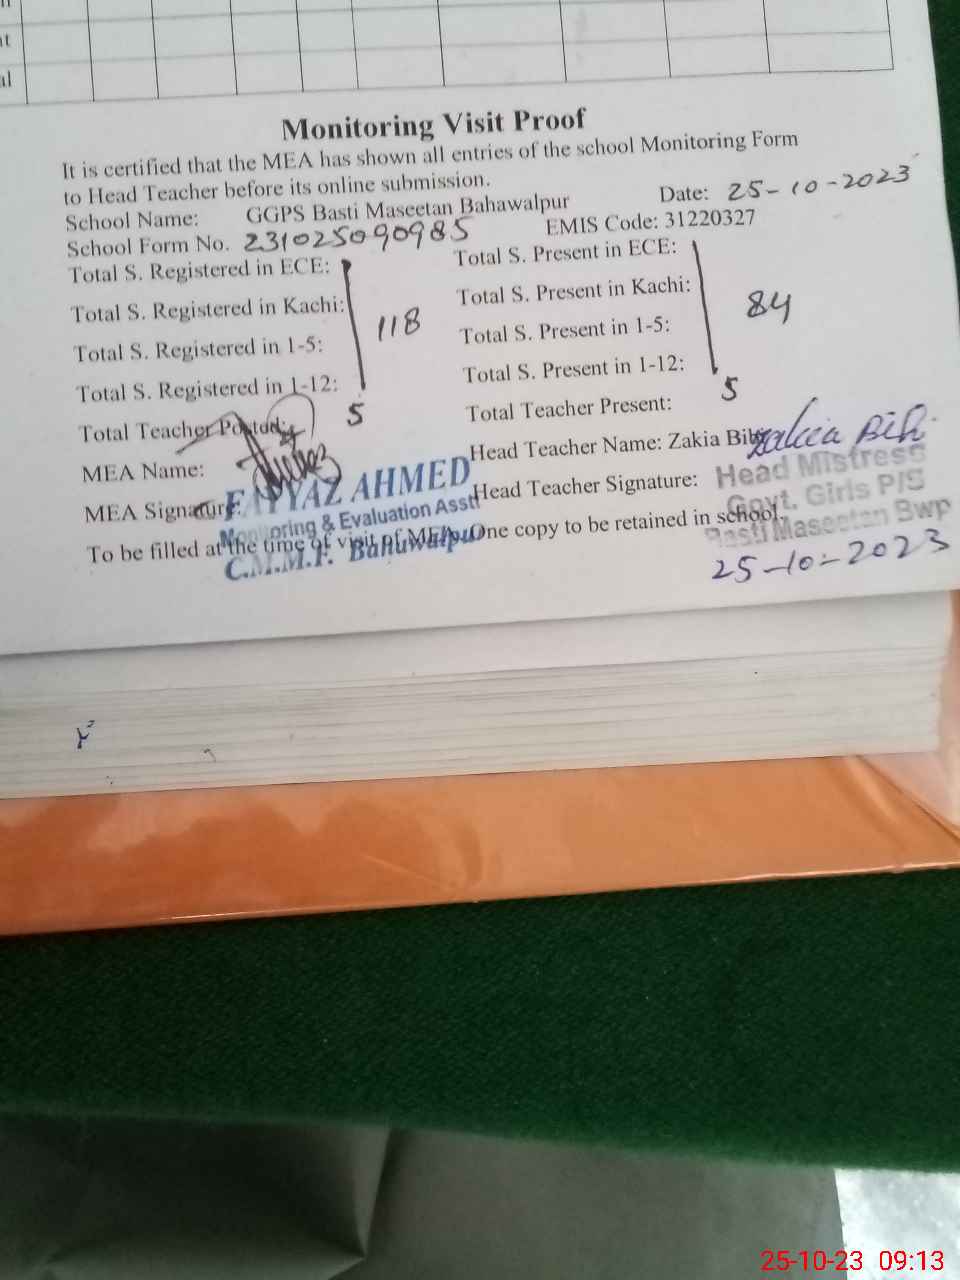 nt
al
Monitoring Visit Proof
It is certified that the MEA has shown all entries of the school Monitoring Form
to Head Teacher before its online submission.
School Name: GGPS Basti Maseetan Bahawalpur Date: 25-10-2023
School Form No. 231025090985 EMIS Code: 31220327
Total S. Registered in ECE: Total S. Present in ECE:
Total S. Registered in Kachi: 118 Total S. Present in Kachi: 84
Total S. Registered in 1-5: Total S. Present in 1-5:
Total S. Registered in 1-12: Total S. Present in 1-12:
Total Teacher Posted: 5 Total Teacher Present: 5
MEA Name: Head Teacher Name: Zakia Bibi
Zakia Bibi
MEA Signature: Head Teacher Signature:
FAYYAZ AHMED
Monitoring & Evaluation Asstt
C.M.M.F. Bahawalpur
Head Mistress
Govt. Girls P/S
Basti Maseetan Bwp
To be filled at the time of visit of MEA. One copy to be retained in school.
25-10-2023
25-10-23 09:13